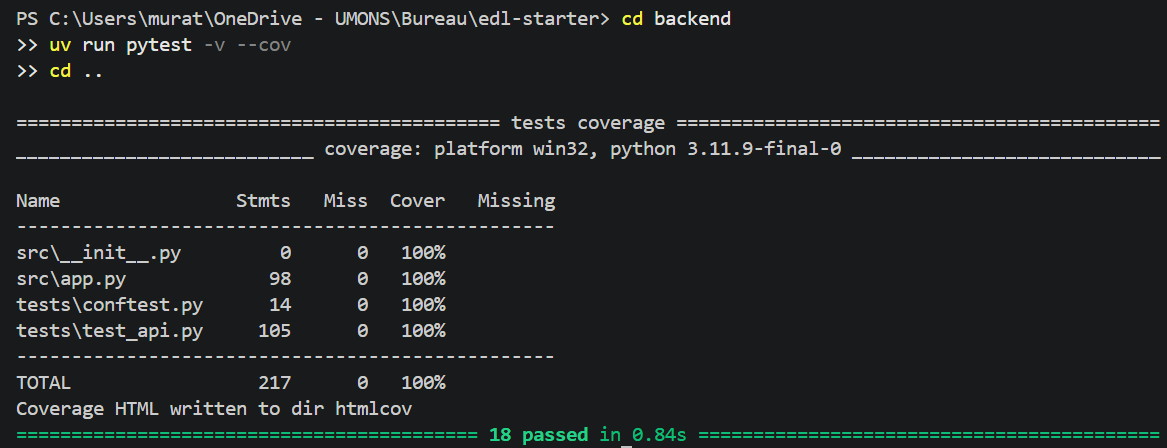 PS C:\Users\murat\OneDrive - UMONS\Bureau\edl-starter> cd backend
>> uv run pytest -v --cov
>> cd ..
============================================ tests coverage ============================================
___________________________ coverage: platform win32, python 3.11.9-final-0 ____________________________
Name                Stmts   Miss  Cover   Missing
-------------------------------------------------
src\__init__.py         0      0   100%
src\app.py             98      0   100%
tests\conftest.py      14      0   100%
tests\test_api.py     105      0   100%
-------------------------------------------------
TOTAL                 217      0   100%
Coverage HTML written to dir htmlcov
========================================== 18 passed in 0.84s ==========================================